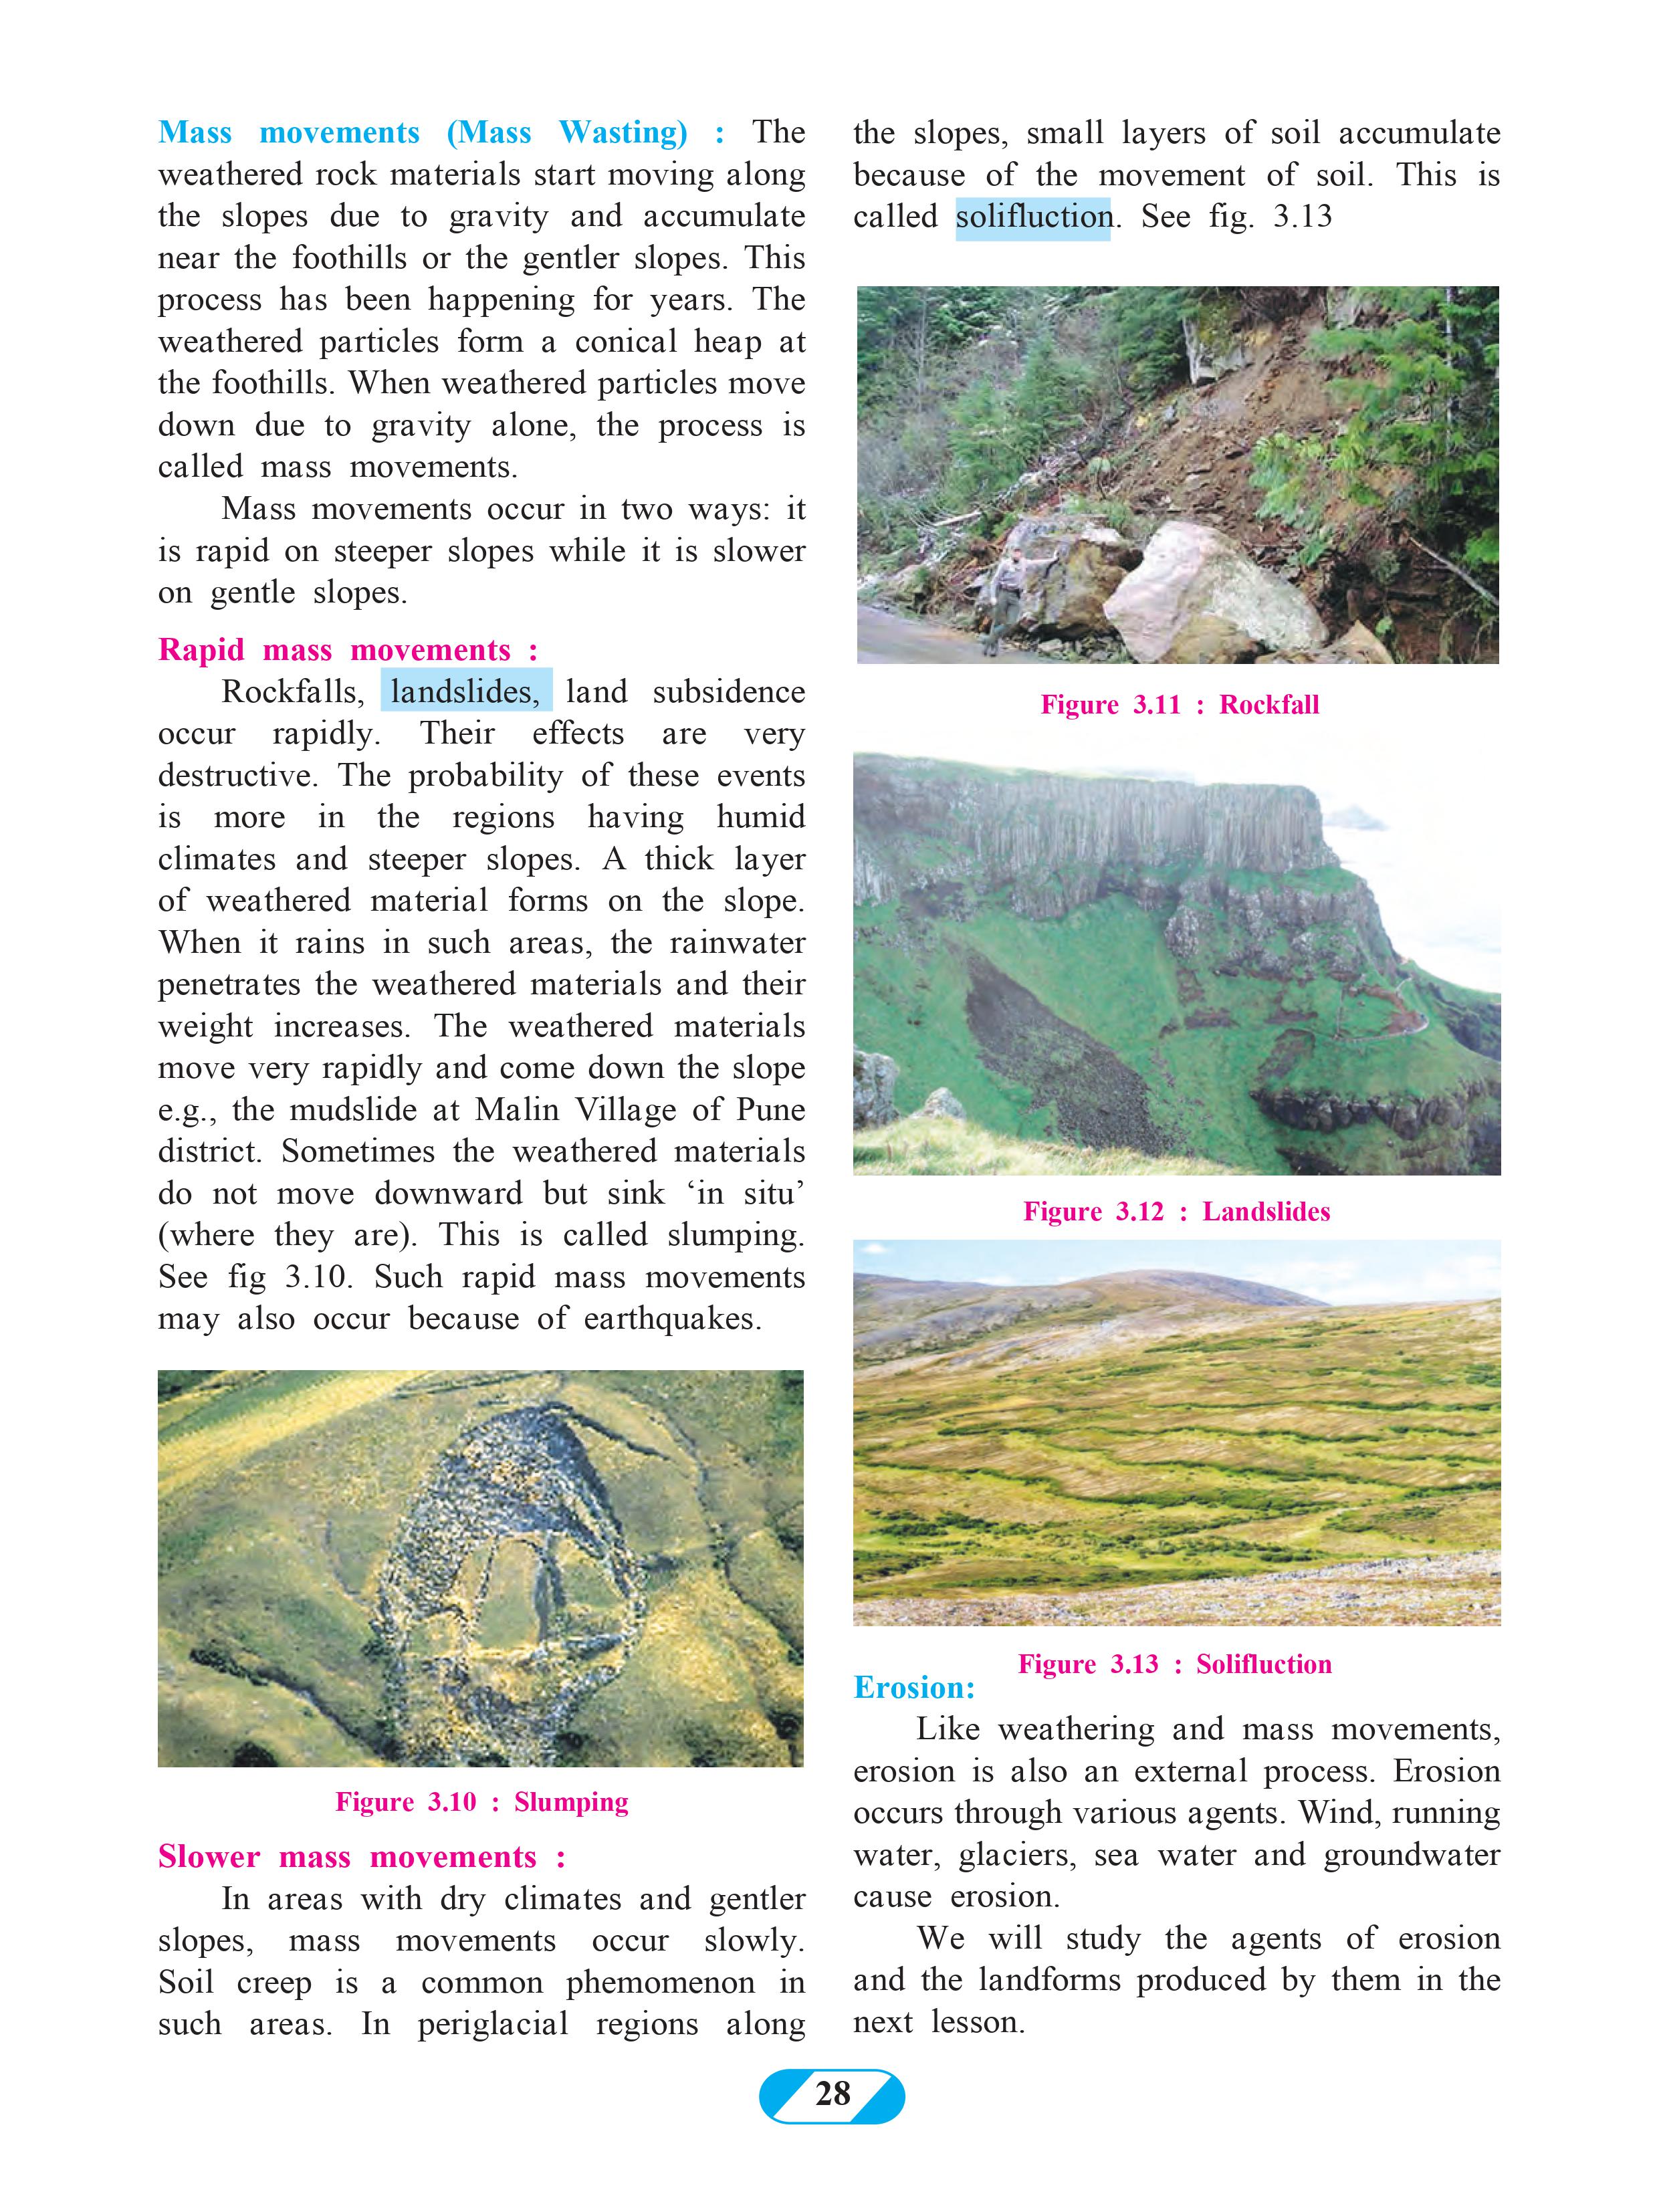 Mass movements (Mass Wasting) : The
weathered rock materials start moving along
the slopes due to gravity and accumulate
near the foothills or the gentler slopes. This
process has been happening for years. The
weathered particles form a conical heap at
the foothills. When weathered particles move
down due to gravity alone, the process is
called mass movements.
Mass movements occur in two ways: it
is rapid on steeper slopes while it is slower
on gentle slopes.
Rapid mass movements :
Rockfalls, landslides, land subsidence
occur rapidly. Their effects are very
destructive. The probability of these events
is more in the regions having humid
climates and steeper slopes. A thick layer
of weathered material forms on the slope.
When it rains in such areas, the rainwater
penetrates the weathered materials and their
weight increases. The weathered materials
move very rapidly and come down the slope
e.g., the mudslide at Malin Village of Pune
district. Sometimes the weathered materials
do not move downward but sink ‘in situ’
(where they are). This is called slumping.
See fig 3.10. Such rapid mass movements
may also occur because of earthquakes.
Figure 3.10 : Slumping
Slower mass movements :
In areas with dry climates and gentler
slopes, mass movements occur slowly.
Soil creep is a common phemomenon in
such areas. In periglacial regions along
the slopes, small layers of soil accumulate
because of the movement of soil. This is
called solifluction. See fig. 3.13
Figure 3.11 : Rockfall
Figure 3.12 : Landslides
Figure 3.13 : Solifluction
Erosion:
Like weathering and mass movements,
erosion is also an external process. Erosion
occurs through various agents. Wind, running
water, glaciers, sea water and groundwater
cause erosion.
We will study the agents of erosion
and the landforms produced by them in the
next lesson.
28